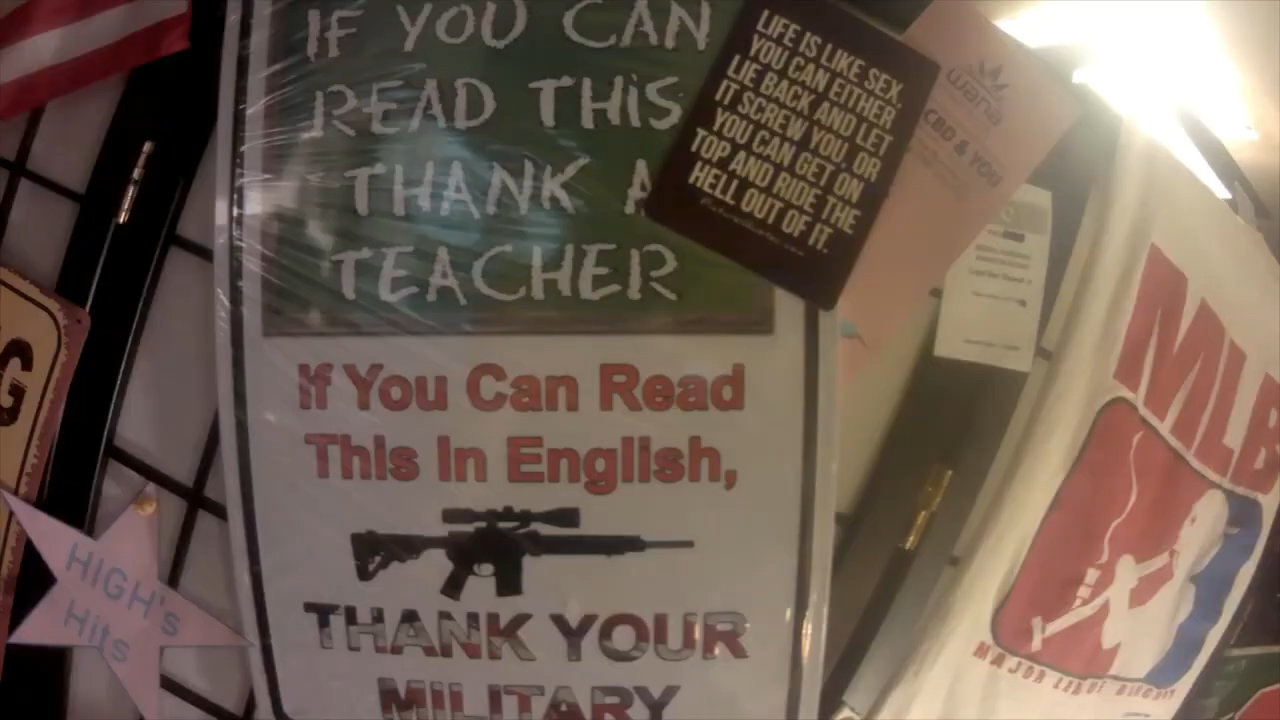 IF YOU CAN
READ THIS
THANK A
TEACHER
If You Can Read
This In English,
THANK YOUR
MILITARY
LIFE IS LIKE SEX.
YOU CAN EITHER
LIE BACK AND LET
IT SCREW YOU, OR
YOU CAN GET ON
TOP AND RIDE THE
HELL OUT OF IT.
wana
CBD & YOU
MLB
MAJOR LEAGUE
G
HIGH's
Hits